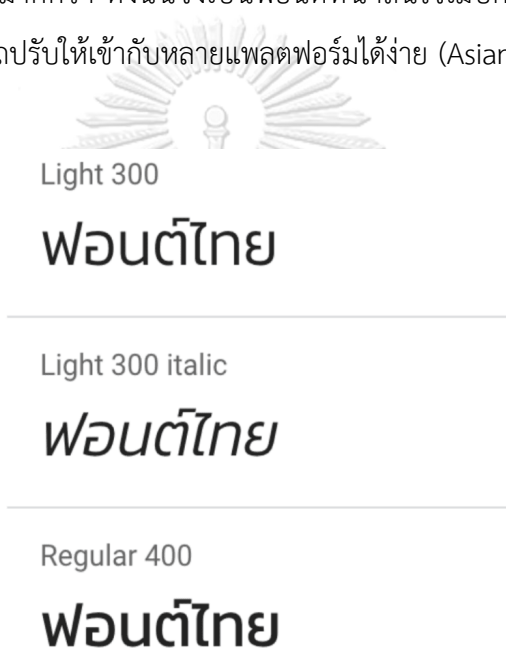 ปรับให้เข้ากับหลายแพลตฟอร์มได้ง่าย (Asian
Light 300
ฟอนต์ไทย
Light 300 italic
ฟอนต์ไทย
Regular 400
ฟอนต์ไทย